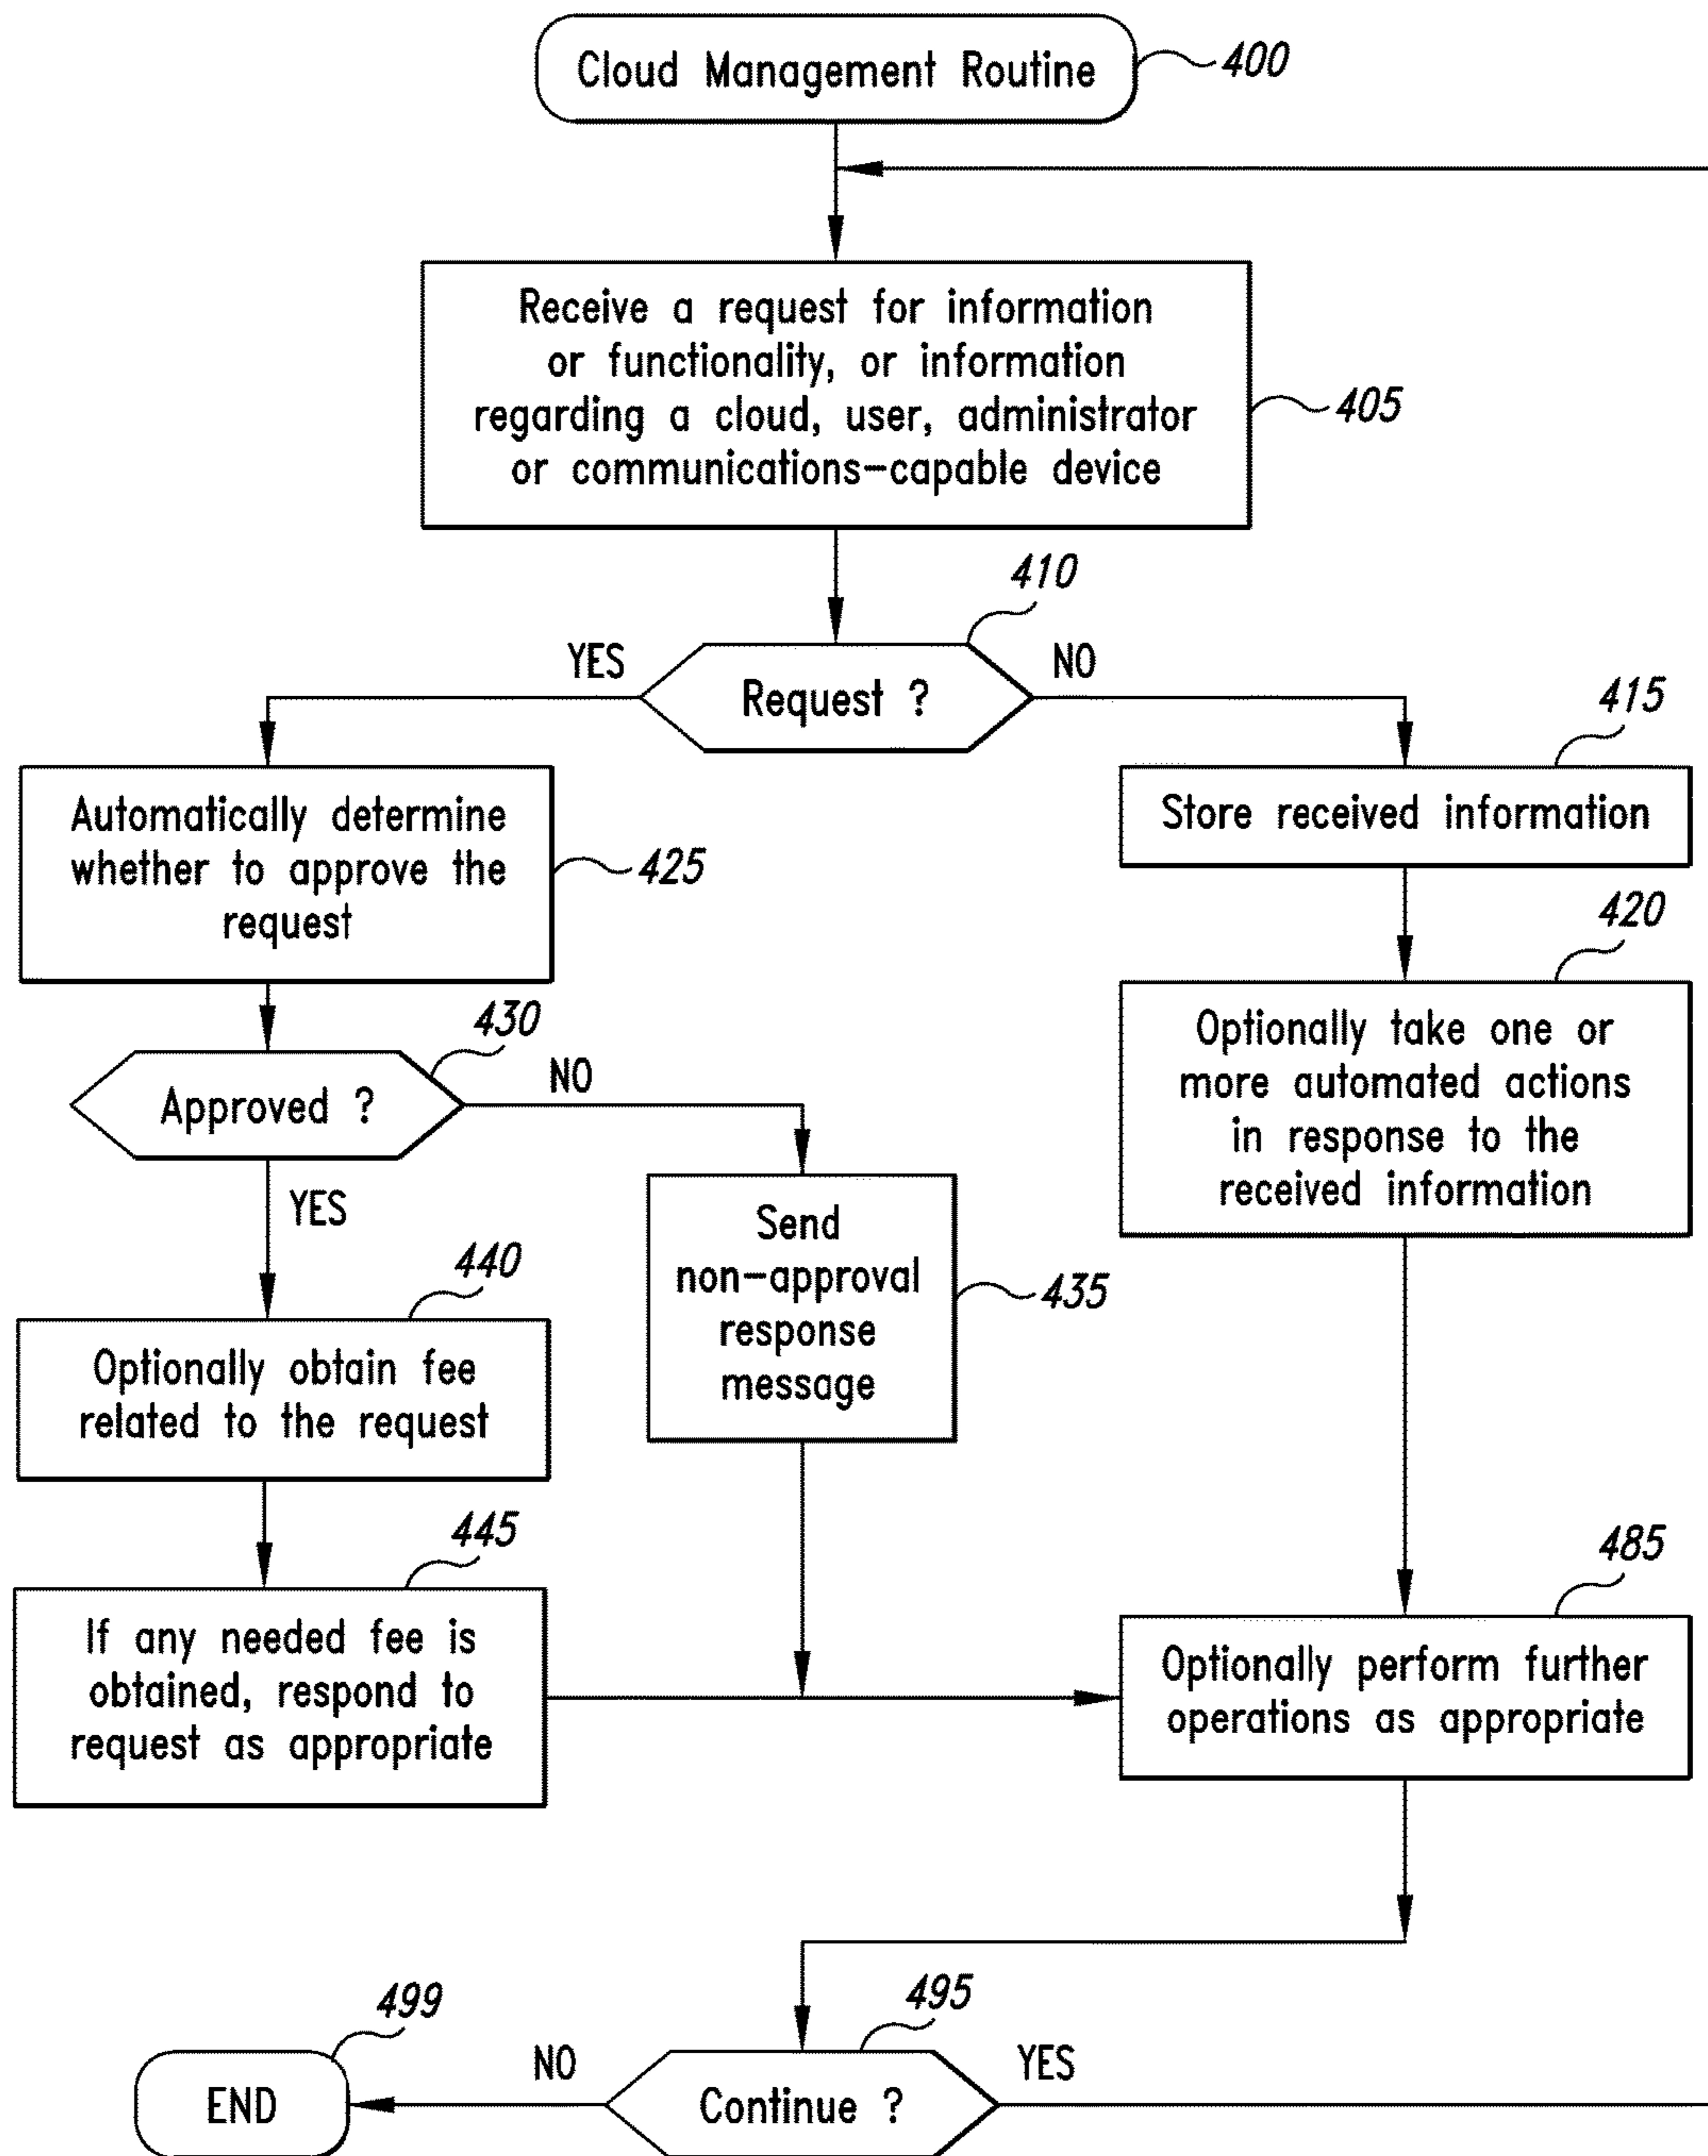 Cloud Management Routine
400
Receive a request for information
or functionality, or information
regarding a cloud, user, administrator
or communications-capable device
405
410
YES
Request ?
NO
415
Store received information
Automatically determine
whether to approve the
request
425
420
Optionally take one or
more automated actions
in response to the
received information
430
Approved ?
NO
YES
Send
non-approval
response
message
435
440
Optionally obtain fee
related to the request
445
If any needed fee is
obtained, respond to
request as appropriate
485
Optionally perform further
operations as appropriate
495
Continue ?
NO
YES
499
END